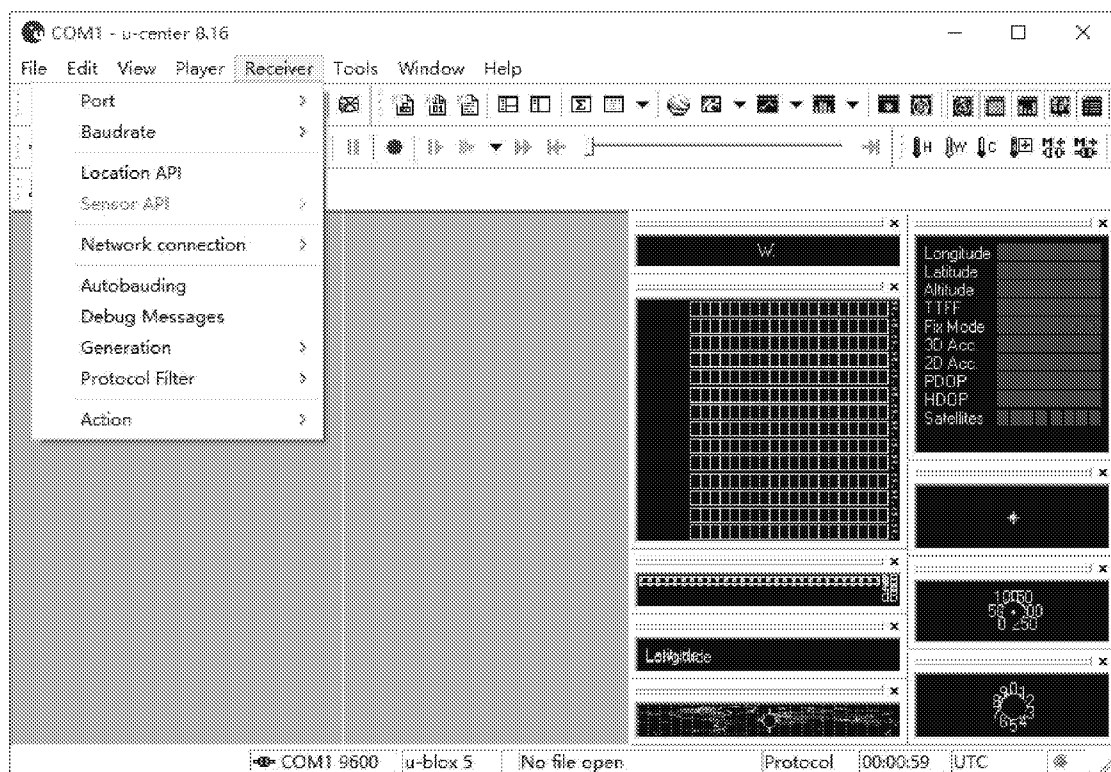 COM1 - u-center 8.16
File Edit View Player Receiver Tools Window Help
Port
Baudrate
Location API
Sensor API
Network connection
Autobauding
Debug Messages
Generation
Protocol Filter
Action
W.
Longitude
Latitude
Altitude
TTFF
Fix Mode
3D Acc.
2D Acc.
PDOP
HDOP
Satellites
COM1 9600 u-blox 5 No file open Protocol 00:00:59 UTC